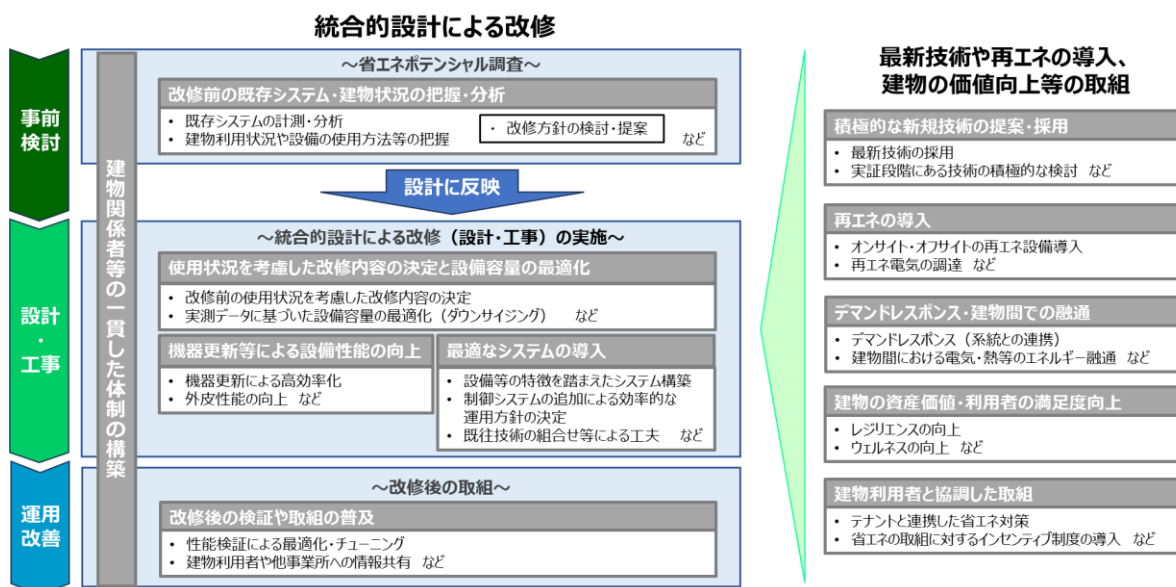 統合的設計による改修
事前
検討
設計
・
工事
運用
改善
建物関係者等の一貫した体制の構築
~省エネポテンシャル調査~
改修前の既存システム・建物状況の把握・分析
• 既存システムの計測・分析
• 建物利用状況や設備の使用方法等の把握
・ 改修方針の検討・提案
など
設計に反映
~統合的設計による改修（設計・工事）の実施~
使用状況を考慮した改修内容の決定と設備容量の最適化
• 改修前の使用状況を考慮した改修内容の決定
• 実測データに基づいた設備容量の最適化（ダウンサイジング） など
機器更新等による設備性能の向上
• 機器更新による高効率化
• 外皮性能の向上 など
最適なシステムの導入
• 設備等の特徴を踏まえたシステム構築
• 制御システムの追加による効率的な
運用方針の決定
• 既往技術の組合せ等による工夫 など
~改修後の取組~
改修後の検証や取組の普及
• 性能検証による最適化・チューニング
• 建物利用者や他事業所への情報共有 など
最新技術や再エネの導入、
建物の価値向上等の取組
積極的な新規技術の提案・採用
• 最新技術の採用
• 実証段階にある技術の積極的な検討 など
再エネの導入
• オンサイト・オフサイトの再エネ設備導入
• 再エネ電気の調達 など
デマンドレスポンス・建物間での融通
• デマンドレスポンス（系統との連携）
• 建物間における電気・熱等のエネルギー融通 など
建物の資産価値・利用者の満足度向上
• レジリエンスの向上
• ウェルネスの向上 など
建物利用者と協調した取組
• テナントと連携した省エネ対策
• 省エネの取組に対するインセンティブ制度の導入 など